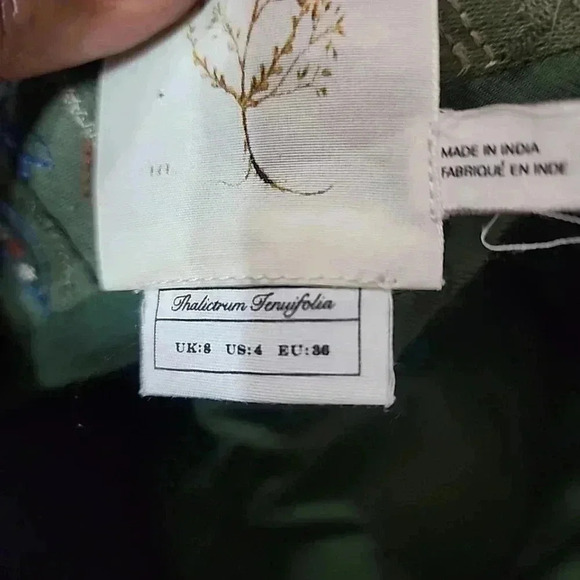 MADE IN INDIA
FABRIQUÉ EN INDE
Thalictrum Tenuifolia
UK:8 US:4 EU:36